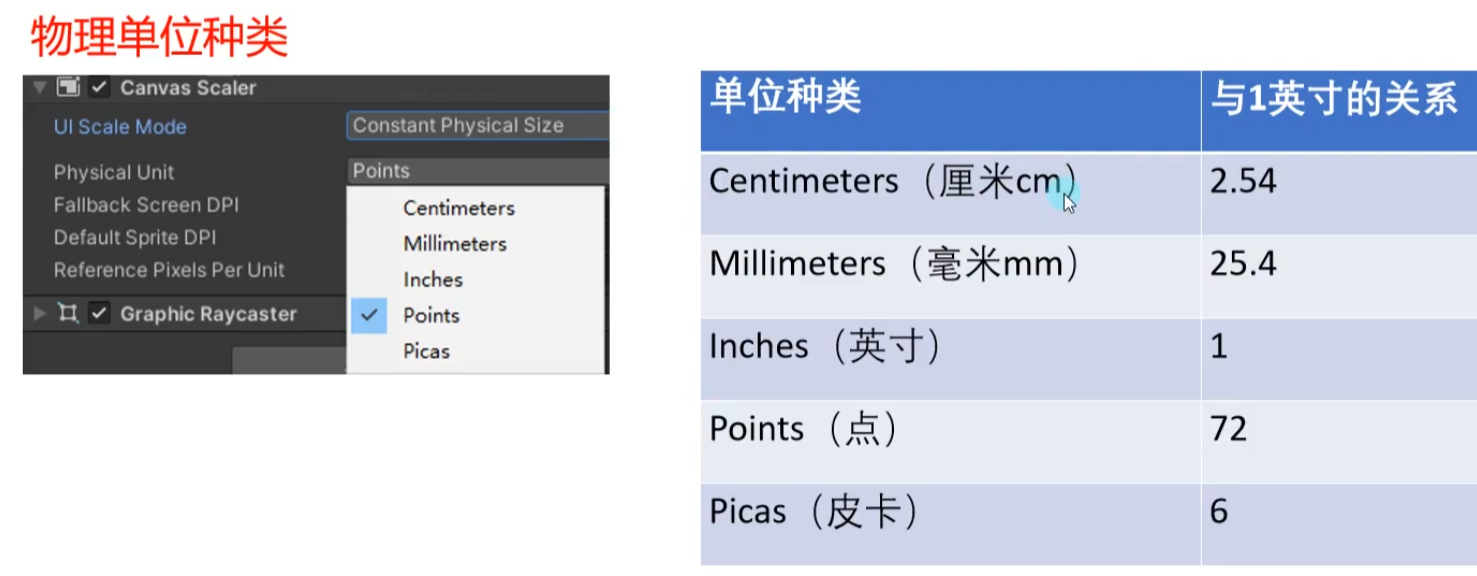 物理单位种类
Canvas Scaler
UI Scale Mode Constant Physical Size
Physical Unit Points
Fallback Screen DPI
Default Sprite DPI
Reference Pixels Per Unit
Graphic Raycaster
Centimeters
Millimeters
Inches
Points
Picas
单位种类 与1英寸的关系
Centimeters（厘米cm） 2.54
Millimeters（毫米mm） 25.4
Inches（英寸） 1
Points（点） 72
Picas（皮卡） 6